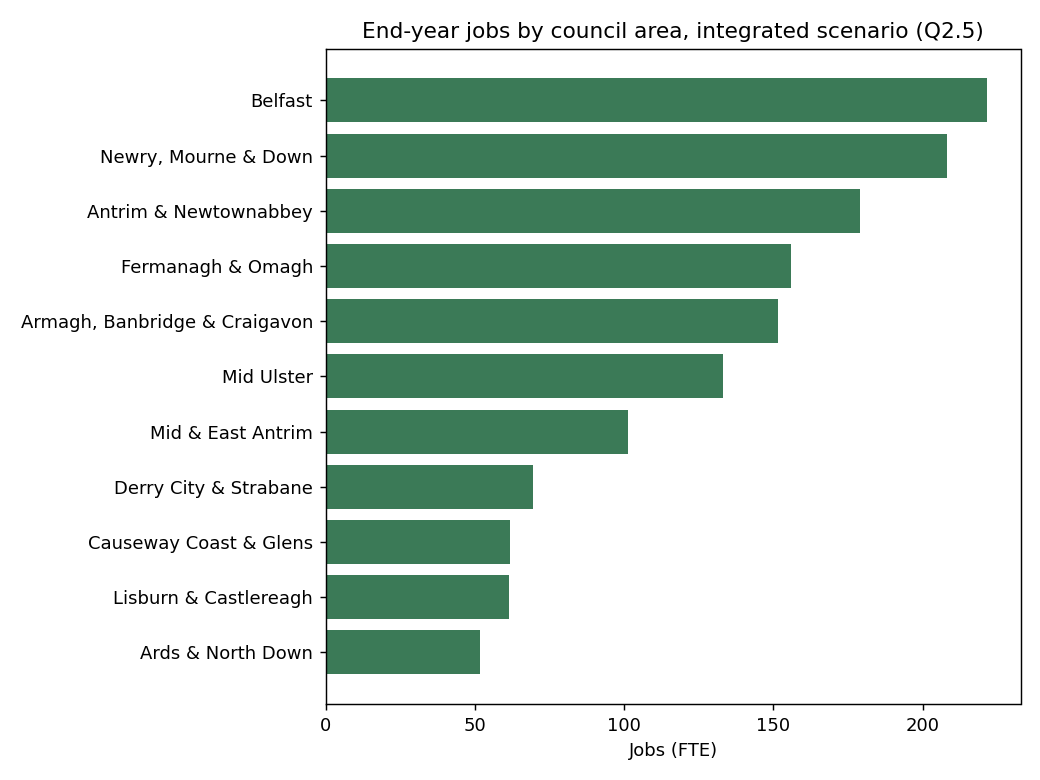 End-year jobs by council area, integrated scenario (Q2.5)
Belfast
Newry, Mourne & Down
Antrim & Newtownabbey
Fermanagh & Omagh
Armagh, Banbridge & Craigavon
Mid Ulster
Mid & East Antrim
Derry City & Strabane
Causeway Coast & Glens
Lisburn & Castlereagh
Ards & North Down
0 50 100 150 200
Jobs (FTE)